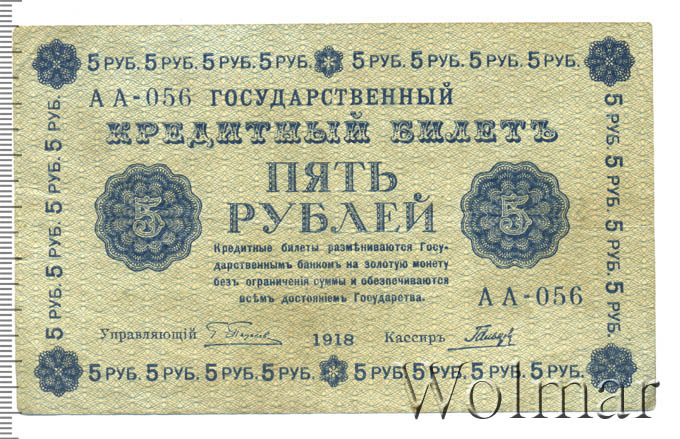 5 РУБ. 5 РУБ. 5 РУБ. 5 РУБ. 5 РУБ. 5 РУБ. 5 РУБ. 5 РУБ.
АА-056 ГОСУДАРСТВЕННЫЙ
КРЕДИТНЫЙ БИЛЕТЪ
5 ПЯТЬ 5
РУБЛЕЙ
Кредитные билеты размѣниваются Госу-
дарственнымъ банкомъ на золотую монету
безъ ограниченія суммы и обезпечиваются
всѣмъ достояніемъ Государства.
АА-056
Управляющій 1918 Кассиръ
5 РУБ. 5 РУБ. 5 РУБ. 5 РУБ. 5 РУБ. 5 РУБ. 5 РУБ. 5 РУБ.
5 РУБ. 5 РУБ. 5 РУБ. 5 РУБ.
5 РУБ. 5 РУБ. 5 РУБ. 5 РУБ.
Wolmar